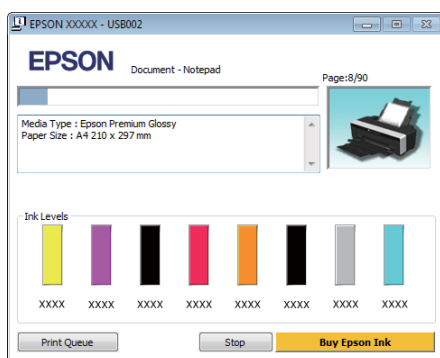 EPSON XXXXX - USB002
EPSON
Document - Notepad
Page:8/90
Media Type : Epson Premium Glossy
Paper Size : A4 210 x 297 mm
Ink Levels
XXXX XXXX XXXX XXXX XXXX XXXX XXXX XXXX
Print Queue
Stop
Buy Epson Ink